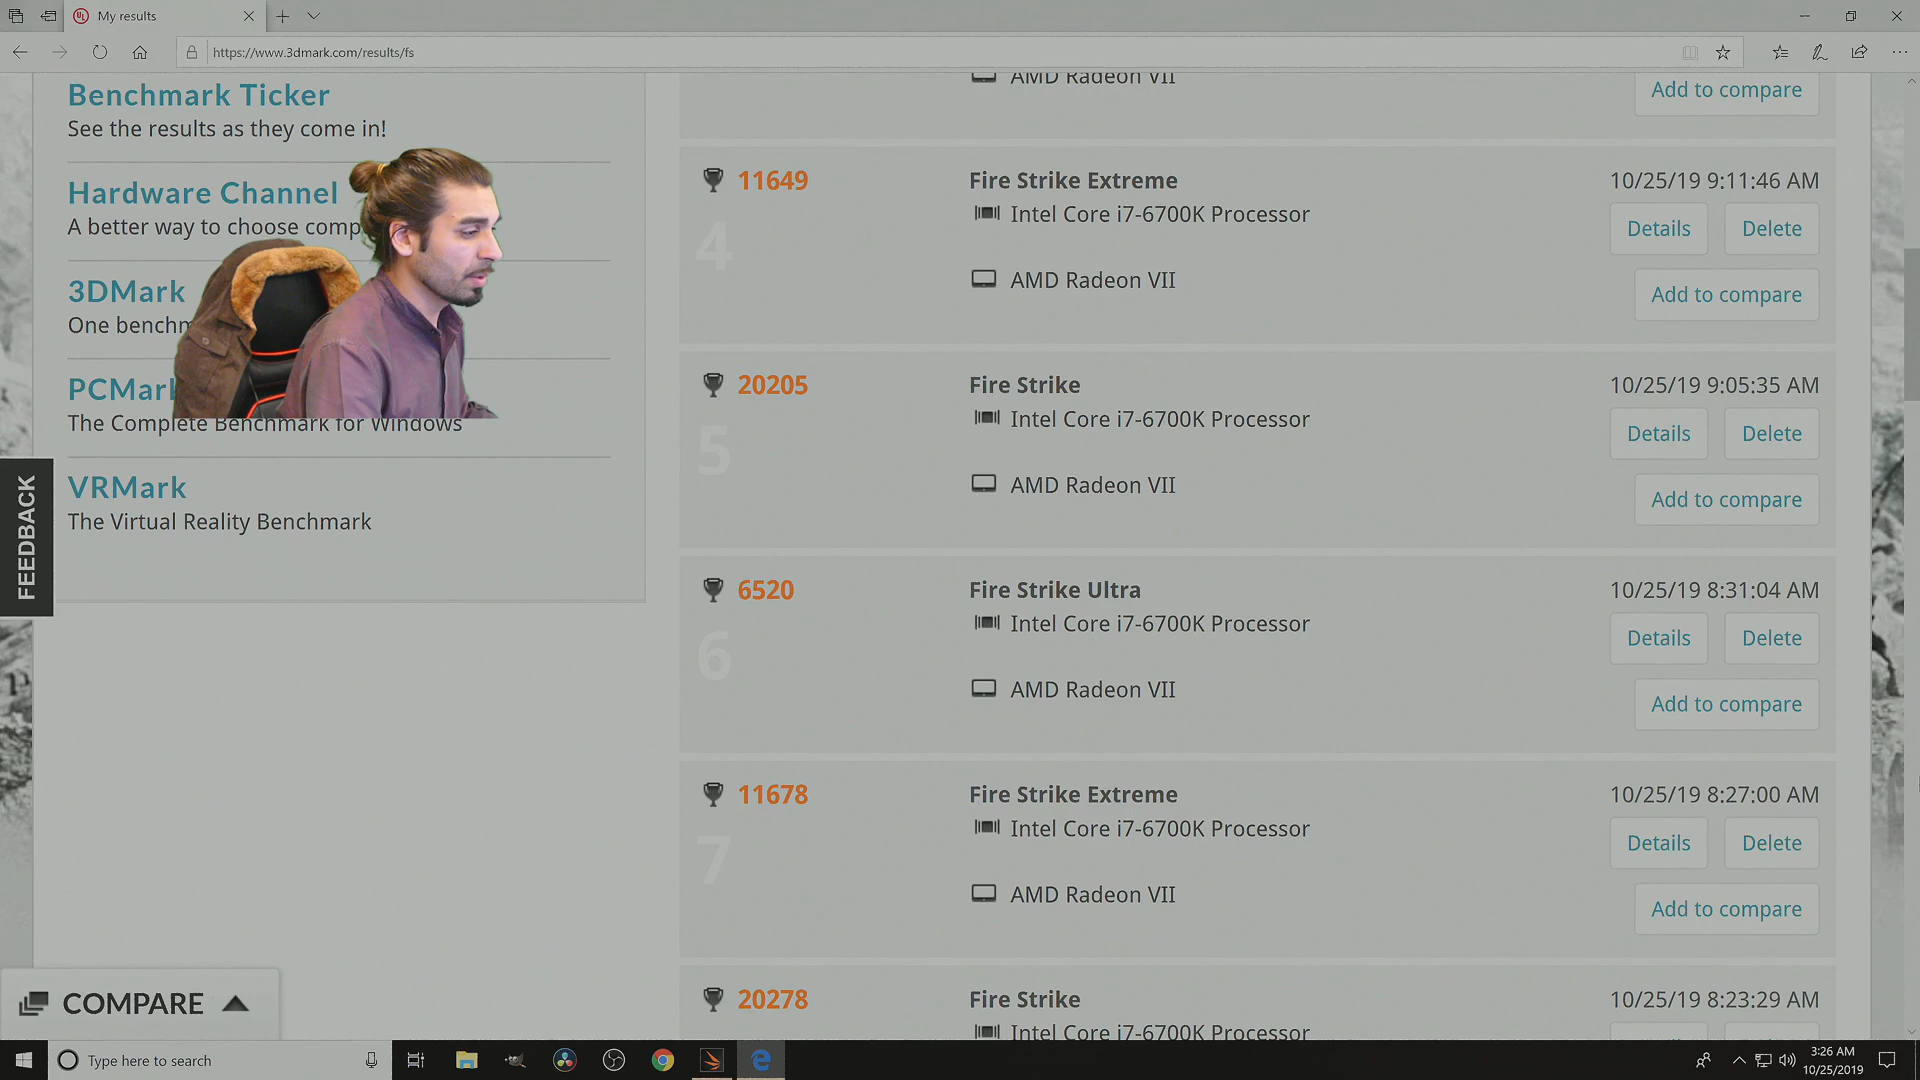 My results
https://www.3dmark.com/results/fs
Benchmark Ticker
See the results as they come in!
Hardware Channel
A better way to choose comp
3DMark
One bench
PCMark
The Complete Benchmark for Windows
VRMark
The Virtual Reality Benchmark
FEEDBACK
COMPARE
AMD Radeon VII
Add to compare
11649
4
Fire Strike Extreme
Intel Core i7-6700K Processor
AMD Radeon VII
10/25/19 9:11:46 AM
Details Delete
Add to compare
20205
5
Fire Strike
Intel Core i7-6700K Processor
AMD Radeon VII
10/25/19 9:05:35 AM
Details Delete
Add to compare
6520
6
Fire Strike Ultra
Intel Core i7-6700K Processor
AMD Radeon VII
10/25/19 8:31:04 AM
Details Delete
Add to compare
11678
7
Fire Strike Extreme
Intel Core i7-6700K Processor
AMD Radeon VII
10/25/19 8:27:00 AM
Details Delete
Add to compare
20278
Fire Strike
Intel Core i7-6700K Processor
10/25/19 8:23:29 AM
Type here to search
3:26 AM
10/25/2019